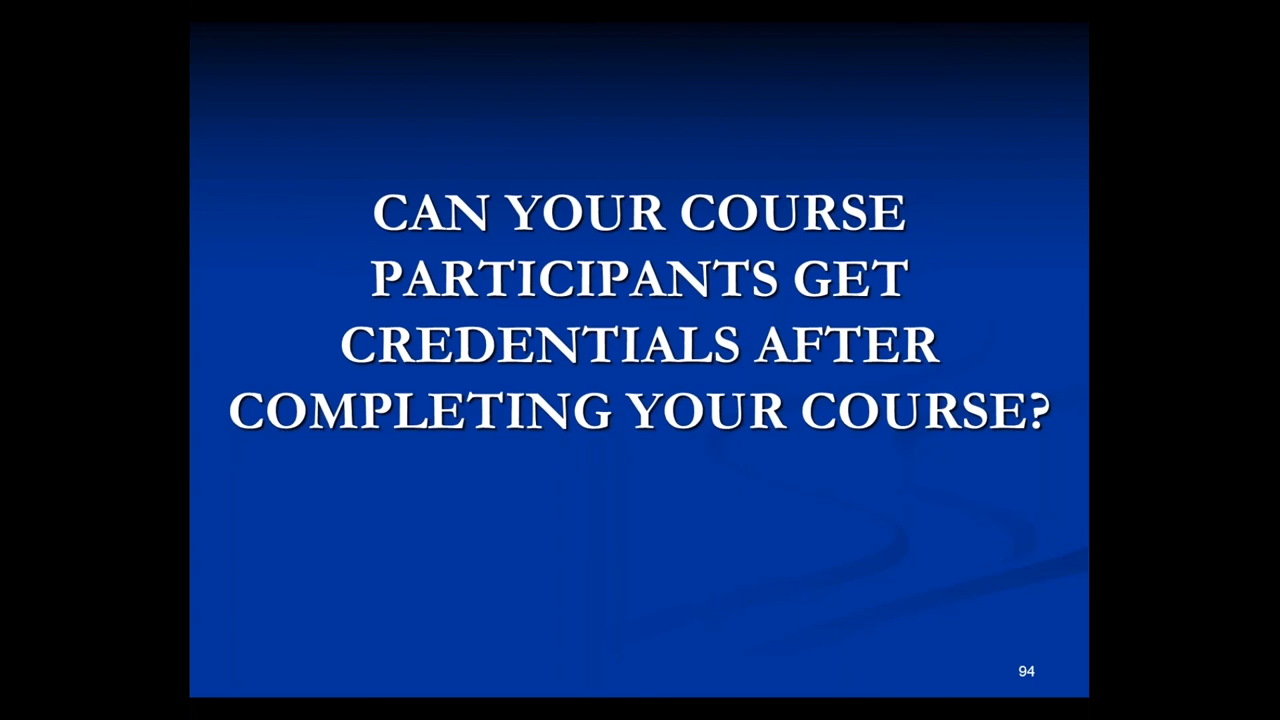 CAN YOUR COURSE
PARTICIPANTS GET
CREDENTIALS AFTER
COMPLETING YOUR COURSE?
94